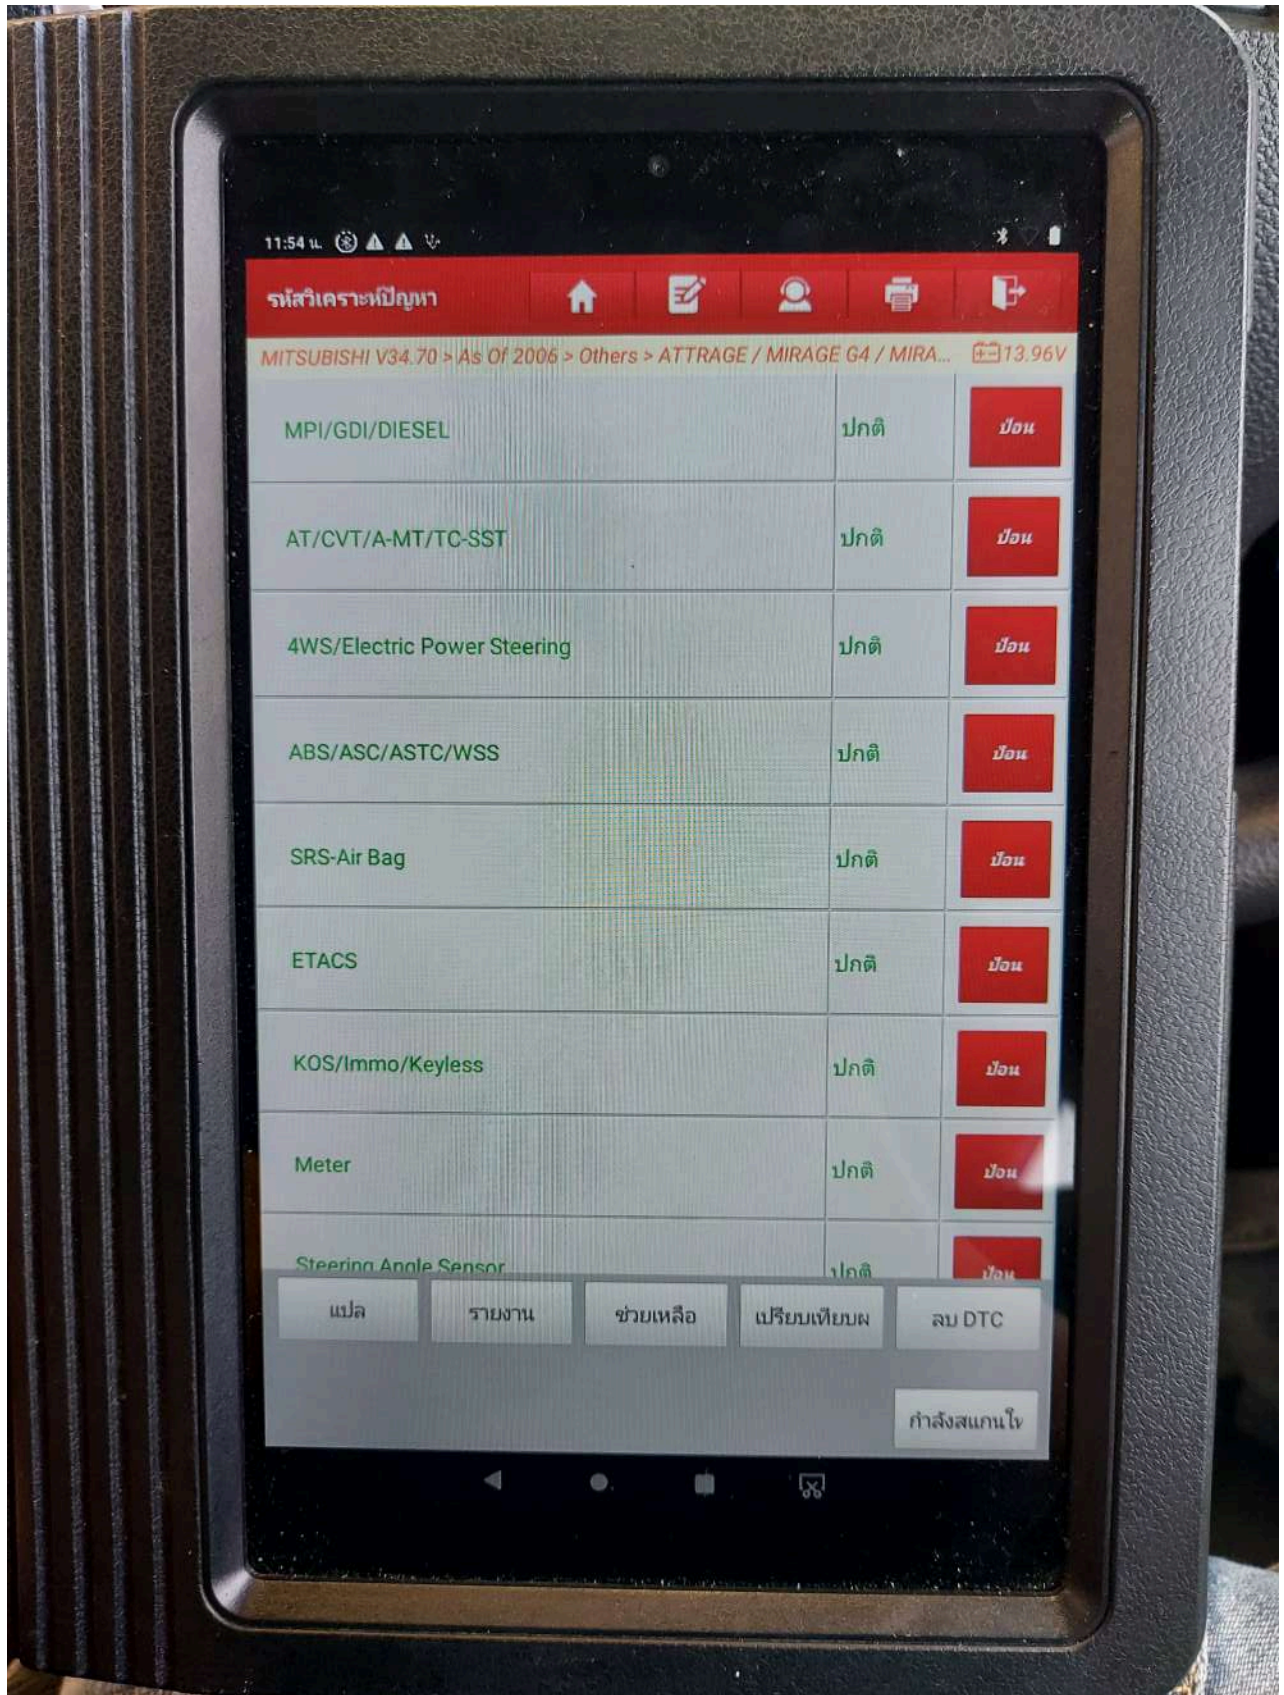 11:54 น.
รหัสวิเคราะห์ปัญหา
MITSUBISHI V34.70 > As Of 2006 > Others > ATTRAGE / MIRAGE G4 / MIRA... 13.96V
MPI/GDI/DIESEL ปกติ ป้อน
AT/CVT/A-MT/TC-SST ปกติ ป้อน
4WS/Electric Power Steering ปกติ ป้อน
ABS/ASC/ASTC/WSS ปกติ ป้อน
SRS-Air Bag ปกติ ป้อน
ETACS ปกติ ป้อน
KOS/Immo/Keyless ปกติ ป้อน
Meter ปกติ ป้อน
Steering Angle Sensor ปกติ ป้อน
แปล รายงาน ช่วยเหลือ เปรียบเทียบผ ลบ DTC
กำลังสแกนให